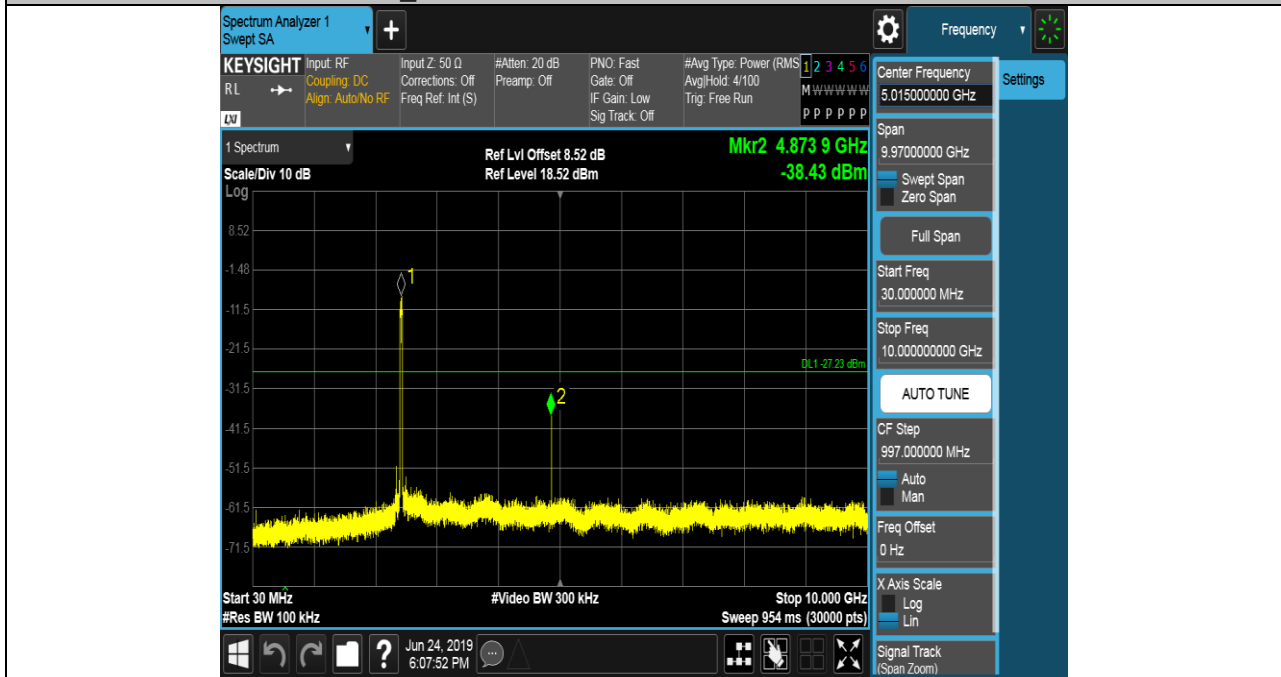 Spectrum Analyzer 1
Swept SA
+
Frequency
KEYSIGHT
RL
LXI
Input: RF
Coupling: DC
Align: Auto/No RF
Input Z: 50 Ω
Corrections: Off
Freq Ref: Int (S)
#Atten: 20 dB
Preamp: Off
PNO: Fast
Gate: Off
IF Gain: Low
Sig Track: Off
#Avg Type: Power (RMS
Avg|Hold: 4/100
Trig: Free Run
1 2 3 4 5 6
M W W W W W
P P P P P P
1 Spectrum
Scale/Div 10 dB
Ref Lvl Offset 8.52 dB
Ref Level 18.52 dBm
Mkr2 4.873 9 GHz
-38.43 dBm
Log
8.52
-1.48
-11.5
-21.5
-31.5
-41.5
-51.5
-61.5
-71.5
1
DL1 -27.23 dBm
2
Start 30 MHz
#Res BW 100 kHz
#Video BW 300 kHz
Stop 10.000 GHz
Sweep 954 ms (30000 pts)
?
Jun 24, 2019
6:07:52 PM
Center Frequency
5.015000000 GHz
Span
9.97000000 GHz
Swept Span
Zero Span
Full Span
Start Freq
30.000000 MHz
Stop Freq
10.000000000 GHz
AUTO TUNE
CF Step
997.000000 MHz
Auto
Man
Freq Offset
0 Hz
X Axis Scale
Log
Lin
Signal Track
(Span Zoom)
Settings